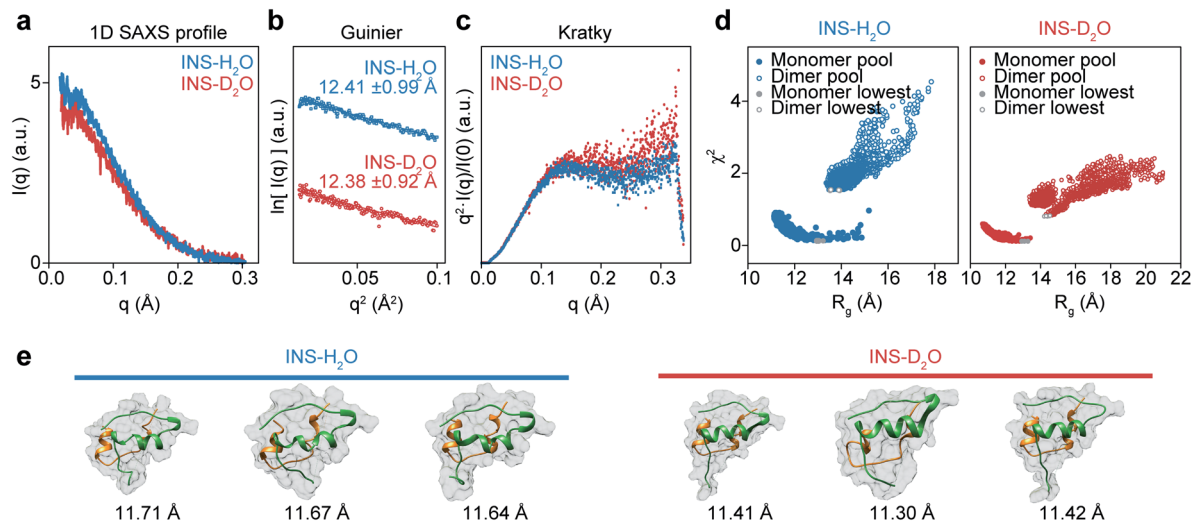 a
1D SAXS profile
INS-H₂O
INS-D₂O
5
0
I(q) (a.u.)
0.0
0.1
0.2
0.3
q (Å)
b
Guinier
INS-H₂O
12.41 ±0.99 Å
INS-D₂O
12.38 ±0.92 Å
ln[ I(q) ] (a.u.)
0.05
0.1
q² (Å²)
c
Kratky
INS-H₂O
INS-D₂O
q²· I(q)/I(0) (a.u.)
0.0
0.1
0.2
0.3
q (Å)
d
INS-H₂O
Monomer pool
Dimer pool
Monomer lowest
Dimer lowest
4
2
0
χ²
10
12
14
16
18
R_g (Å)
INS-D₂O
Monomer pool
Dimer pool
Monomer lowest
Dimer lowest
10
12
14
16
18
20
22
R_g (Å)
e
INS-H₂O
INS-D₂O
11.71 Å
11.67 Å
11.64 Å
11.41 Å
11.30 Å
11.42 Å